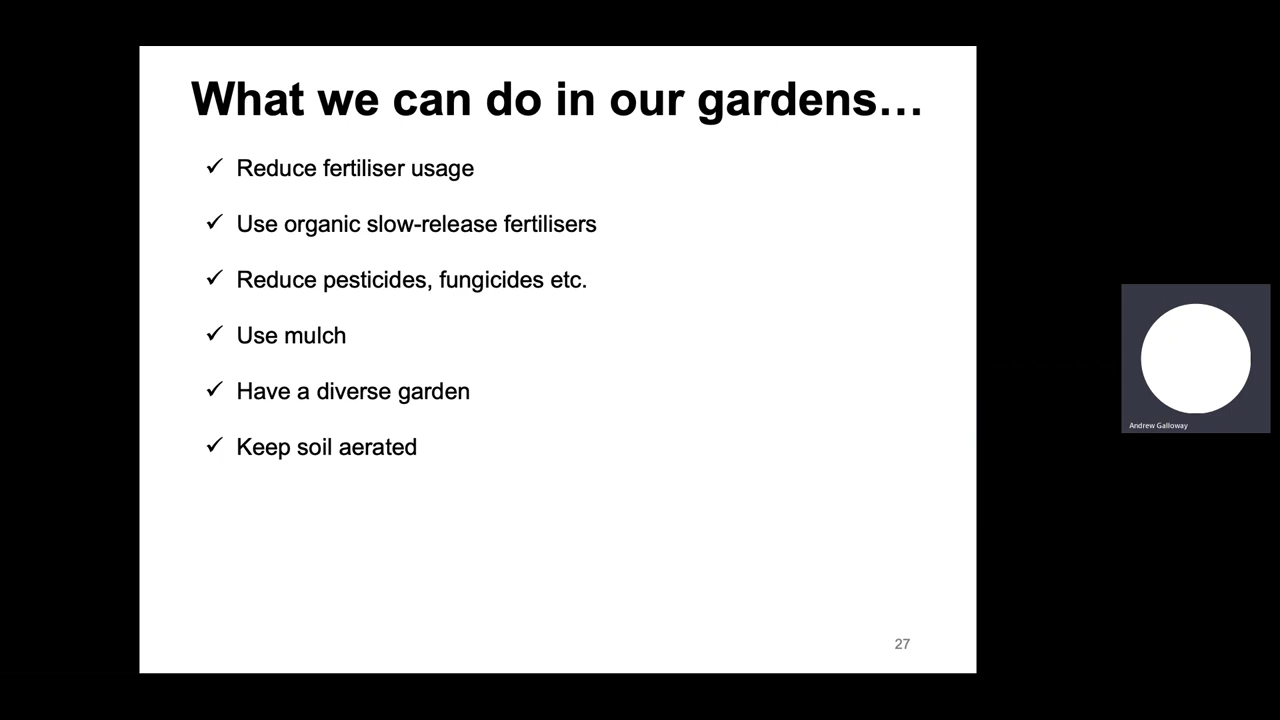 What we can do in our gardens…
✓ Reduce fertiliser usage
✓ Use organic slow-release fertilisers
✓ Reduce pesticides, fungicides etc.
✓ Use mulch
✓ Have a diverse garden
✓ Keep soil aerated
Andrew Galloway
27